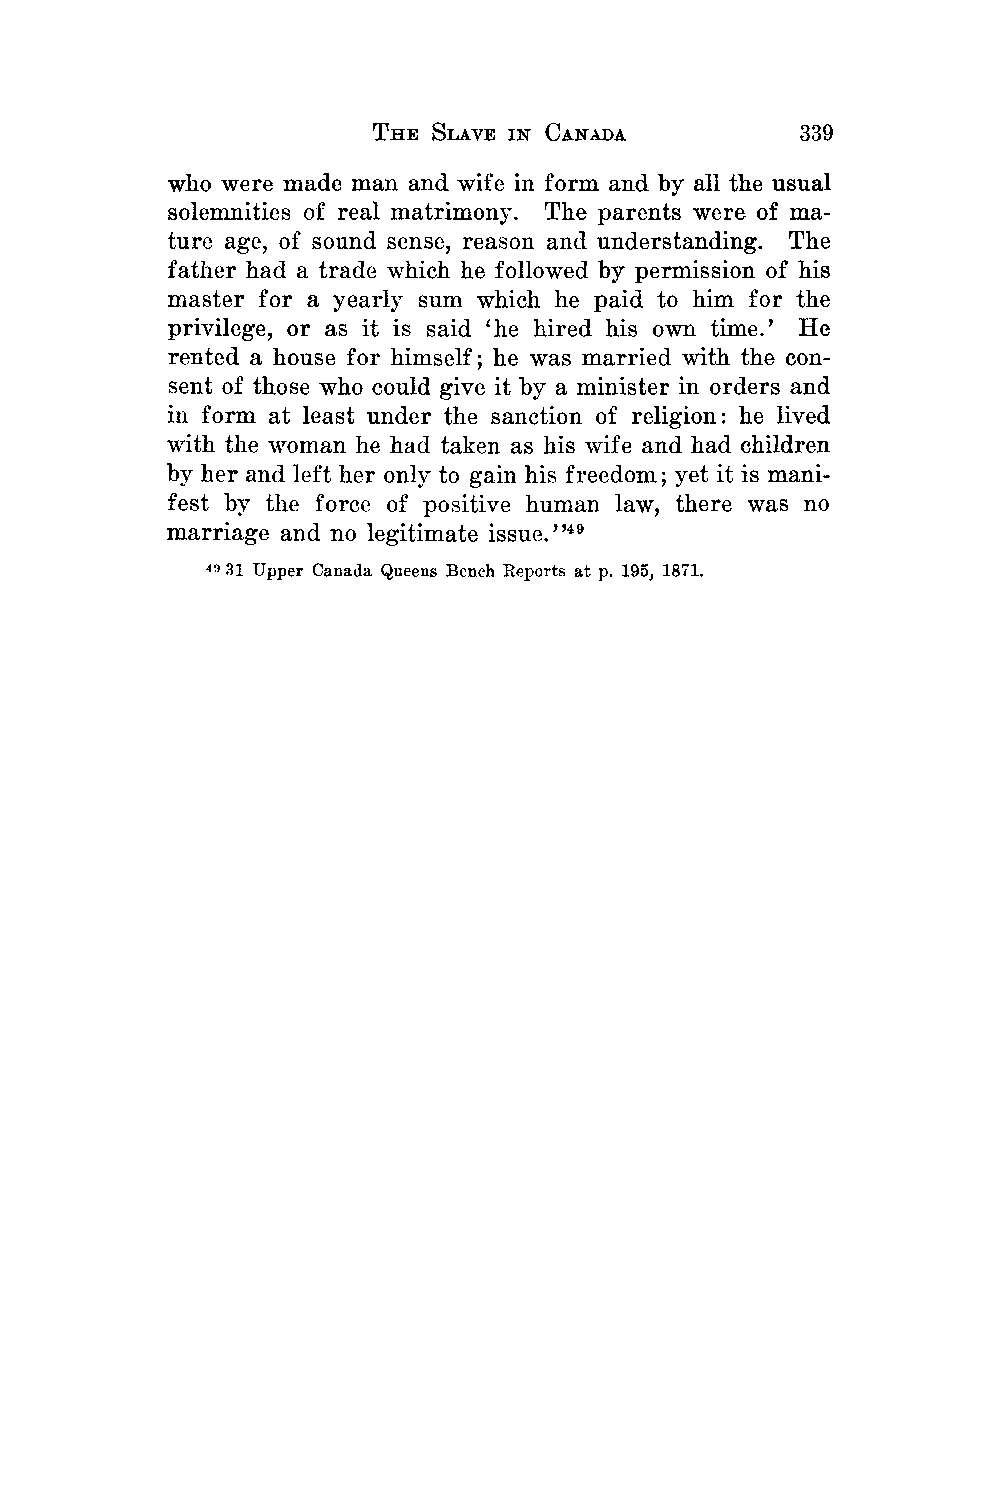 THE SLAVE IN CANADA 339
who were made man and wife in form and by all the usual
solemnities of real matrimony. The parents were of ma-
ture age, of sound sense, reason and understanding. The
father had a trade which he followed by permission of his
master for a yearly sum which he paid to him for the
privilege, or as it is said ‘he hired his own time.’ He
rented a house for himself; he was married with the con-
sent of those who could give it by a minister in orders and
in form at least under the sanction of religion: he lived
with the woman he had taken as his wife and had children
by her and left her only to gain his freedom; yet it is mani-
fest by the force of positive human law, there was no
marriage and no legitimate issue.’’49
49 31 Upper Canada Queens Bench Reports at p. 195, 1871.